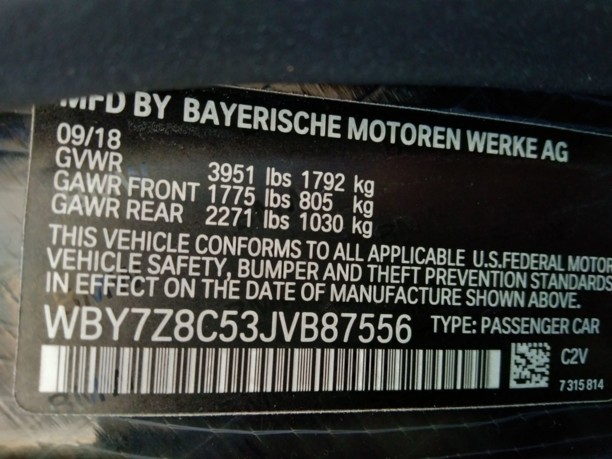 MFD BY BAYERISCHE MOTOREN WERKE AG
09/18
GVWR 3951 lbs 1792 kg
GAWR FRONT 1775 lbs 805 kg
GAWR REAR 2271 lbs 1030 kg
THIS VEHICLE CONFORMS TO ALL APPLICABLE U.S.FEDERAL MOTOR
VEHICLE SAFETY, BUMPER AND THEFT PREVENTION STANDARDS
IN EFFECT ON THE DATE OF MANUFACTURE SHOWN ABOVE.
WBY7Z8C53JVB87556 TYPE: PASSENGER CAR
C2V
7 315 814